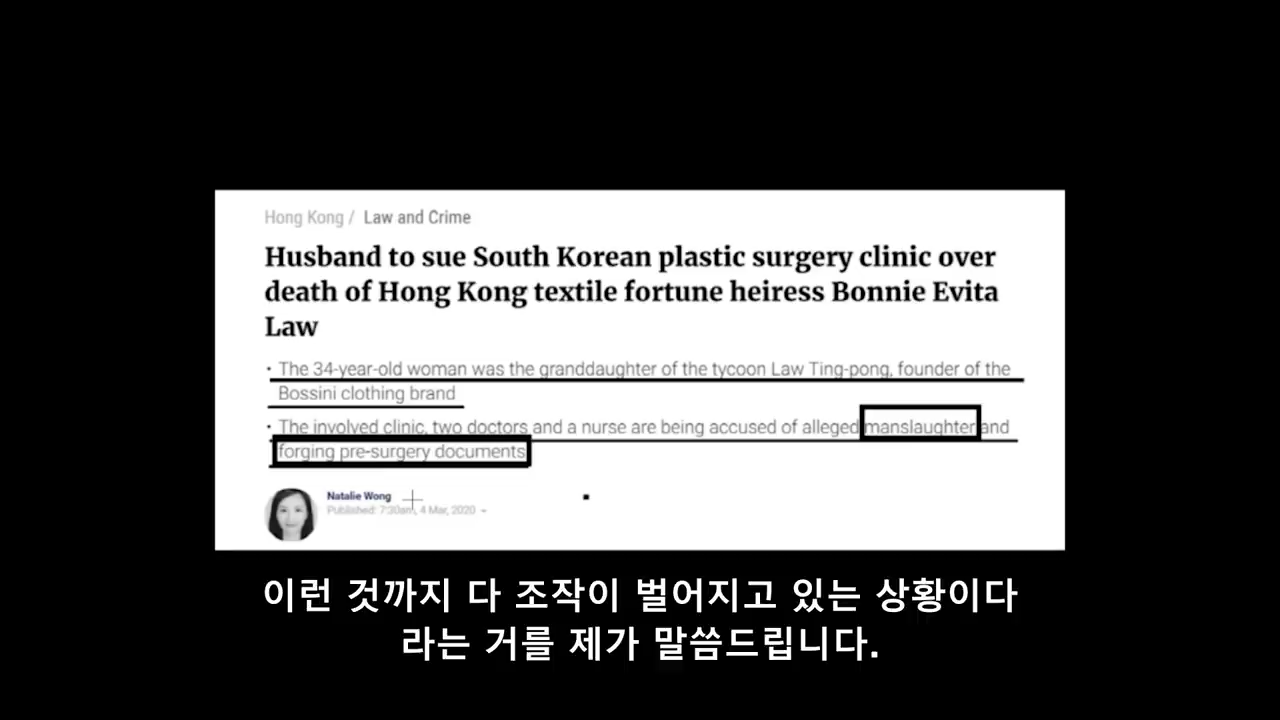 Hong Kong / Law and Crime
Husband to sue South Korean plastic surgery clinic over
death of Hong Kong textile fortune heiress Bonnie Evita
Law
• The 34-year-old woman was the granddaughter of the tycoon Law Ting-pong, founder of the
Bossini clothing brand
• The involved clinic, two doctors and a nurse are being accused of alleged manslaughter and
forging pre-surgery documents
Natalie Wong
Published: 7:30am, 4 Mar, 2020
이런 것까지 다 조작이 벌어지고 있는 상황이다
라는 거를 제가 말씀드립니다.